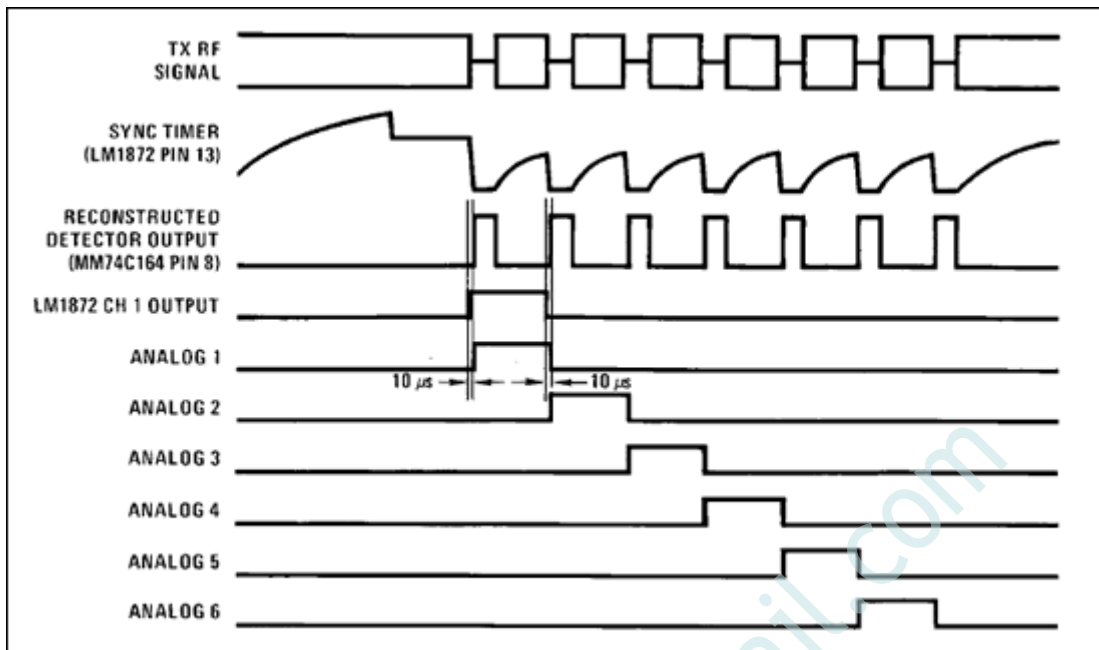 TX RF
SIGNAL
SYNC TIMER
(LM1872 PIN 13)
RECONSTRUCTED
DETECTOR OUTPUT
(MM74C164 PIN 8)
LM1872 CH 1 OUTPUT
ANALOG 1
10 μs
10 μs
ANALOG 2
ANALOG 3
ANALOG 4
ANALOG 5
ANALOG 6